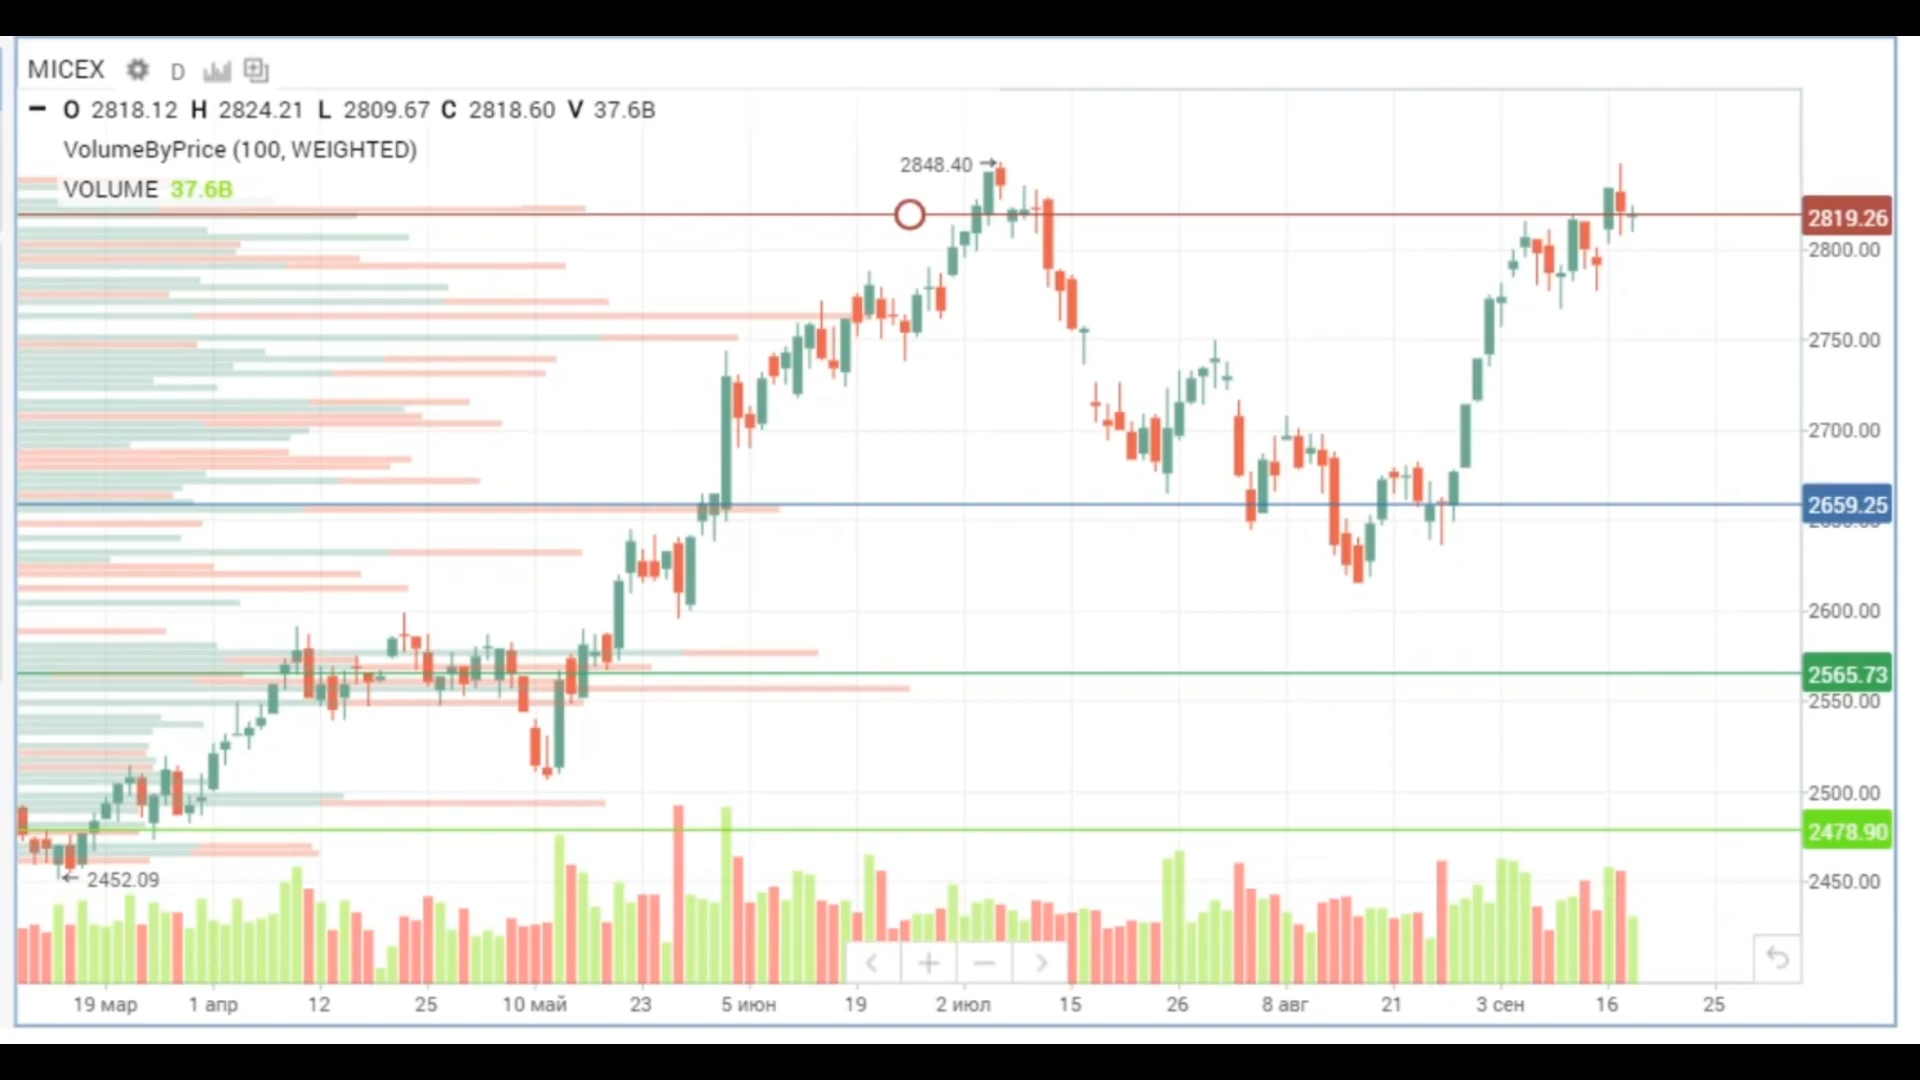 MICEX D
O 2818.12 H 2824.21 L 2809.67 C 2818.60 V 37.6B
VolumeByPrice (100, WEIGHTED)
2848.40
VOLUME 37.6B
2819.26
2800.00
2750.00
2700.00
2659.25
2600.00
2565.73
2550.00
2500.00
2478.90
2452.09
2450.00
19 мар 1 апр 12 25 10 май 23 5 июн 19 2 июл 15 26 8 авг 21 3 сен 16 25